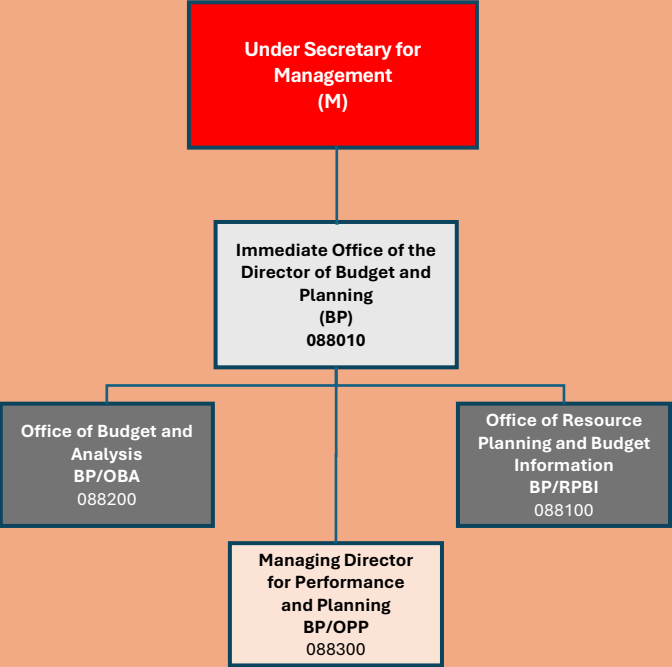 Under Secretary for
Management
(M)
Immediate Office of the
Director of Budget and
Planning
(BP)
088010
Office of Budget and
Analysis
BP/OBA
088200
Office of Resource
Planning and Budget
Information
BP/RPBI
088100
Managing Director
for Performance
and Planning
BP/OPP
088300